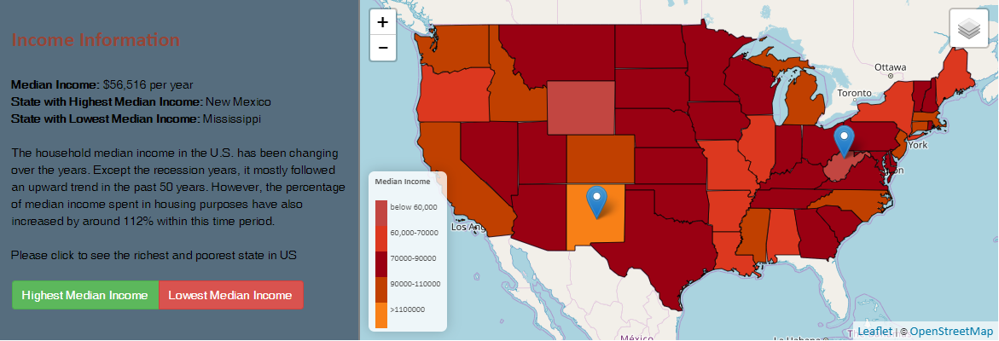 Income Information
Median Income: $56,516 per year
State with Highest Median Income: New Mexico
State with Lowest Median Income: Mississippi
The household median income in the U.S. has been changing
over the years. Except the recession years, it mostly followed
an upward trend in the past 50 years. However, the percentage
of median income spent in housing purposes have also
increased by around 112% within this time period.
Please click to see the richest and poorest state in US
Highest Median Income
Lowest Median Income
+
−
Ottawa
Toronto
York
on
Los Ang
México
La Habana
Median Income
below 60,000
60,000-70000
70000-90000
90000-110000
>1100000
Leaflet | © OpenStreetMap